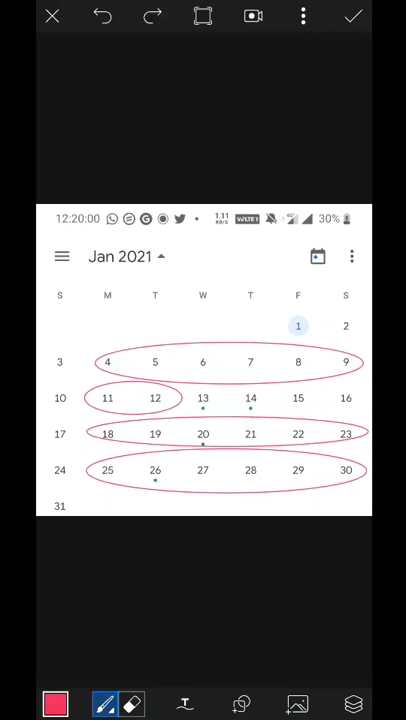 12:20:00 1.11 KB/S VoLTE1 4G 30%
Jan 2021
S M T W T F S
1 2
3 4 5 6 7 8 9
10 11 12 13 14 15 16
17 18 19 20 21 22 23
24 25 26 27 28 29 30
31
T